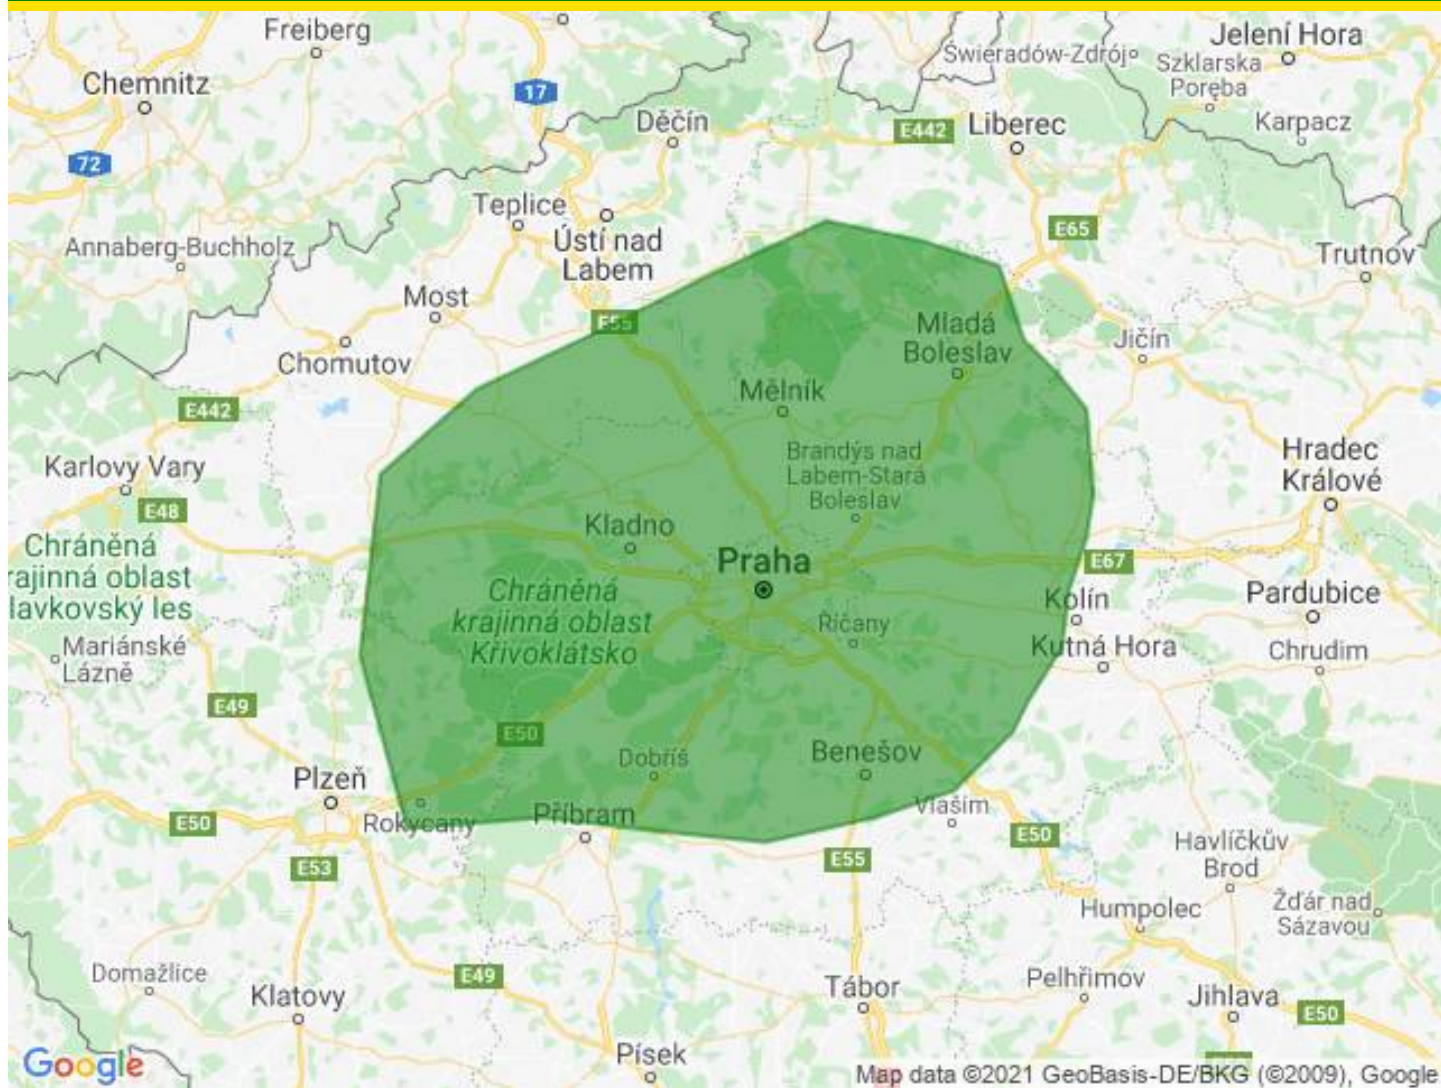 Freiberg
Jelení Hora
Świeradów-Zdrój
Szklarska
Poręba
Chemnitz
17
Děčín
E442
Liberec
Karpacz
72
Teplice
Ústí nad
Labem
E65
Annaberg-Buchholz
Trutnov
Most
E55
Mladá
Boleslav
Jičín
Chomutov
Mělník
E442
Brandýs nad
Labem-Stará
Boleslav
Hradec
Králové
Karlovy Vary
E48
Kladno
Chráněná
rajinná oblast
lavkovský les
Praha
E67
Chráněná
krajinná oblast
Křivoklátsko
Kolín
Pardubice
Říčany
Mariánské
Lázně
Kutná Hora
Chrudim
E49
E50
Dobříš
Benešov
Plzeň
Vlašim
E50
Rokycany
Příbram
E50
Havlíčkův
Brod
E53
E55
Humpolec
Žďár nad
Sázavou
Domažlice
E49
Klatovy
Tábor
Pelhřimov
Jihlava
E50
Písek
Google
Map data ©2021 GeoBasis-DE/BKG (©2009), Google